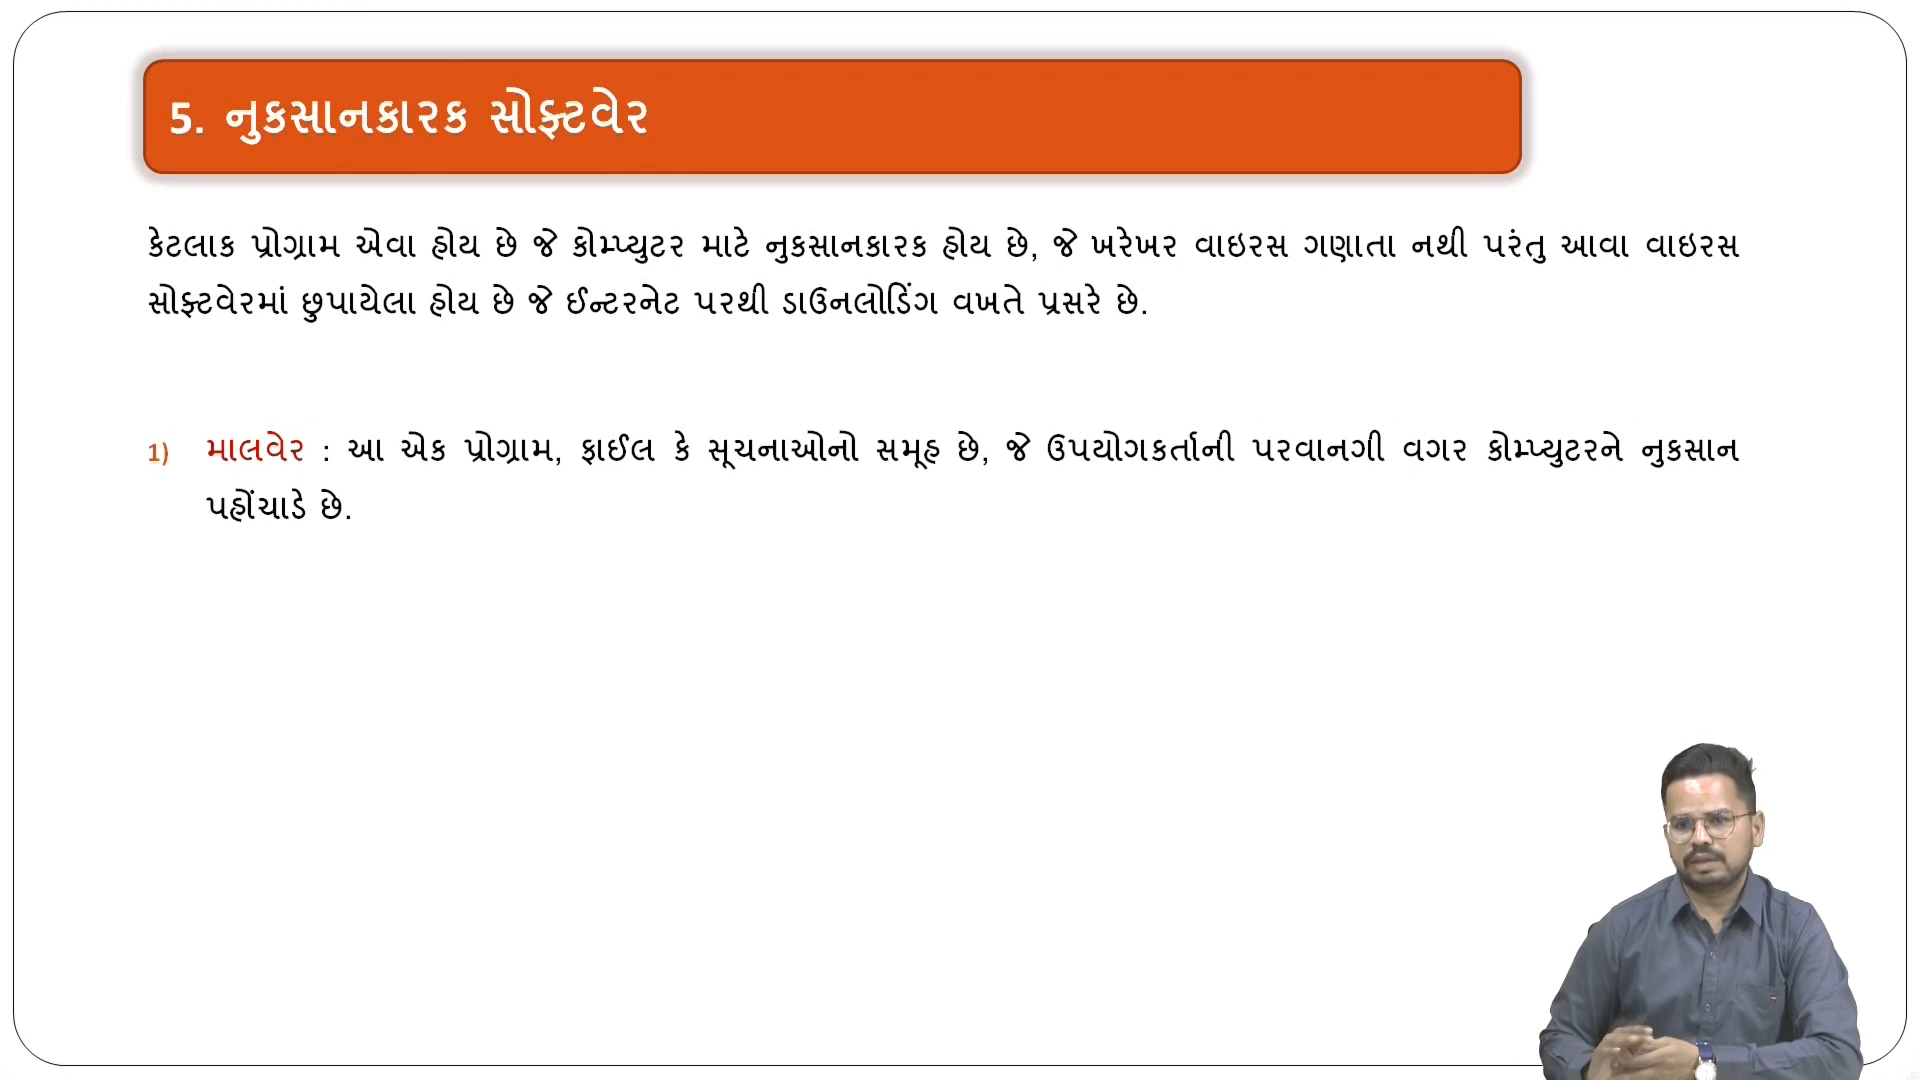 5. નુકસાનકારક સોફ્ટવેર
કેટલાક પ્રોગ્રામ એવા હોય છે જે કોમ્પ્યુટર માટે નુકસાનકારક હોય છે, જે ખરેખર વાઇરસ ગણાતા નથી પરંતુ આવા વાઇરસ
સોફ્ટવેરમાં છુપાયેલા હોય છે જે ઈન્ટરનેટ પરથી ડાઉનલોડિંગ વખતે પ્રસરે છે.
1) માલવેર : આ એક પ્રોગ્રામ, ફાઈલ કે સૂચનાઓનો સમૂહ છે, જે ઉપયોગકર્તાની પરવાનગી વગર કોમ્પ્યુટરને નુકસાન
પહોંચાડે છે.